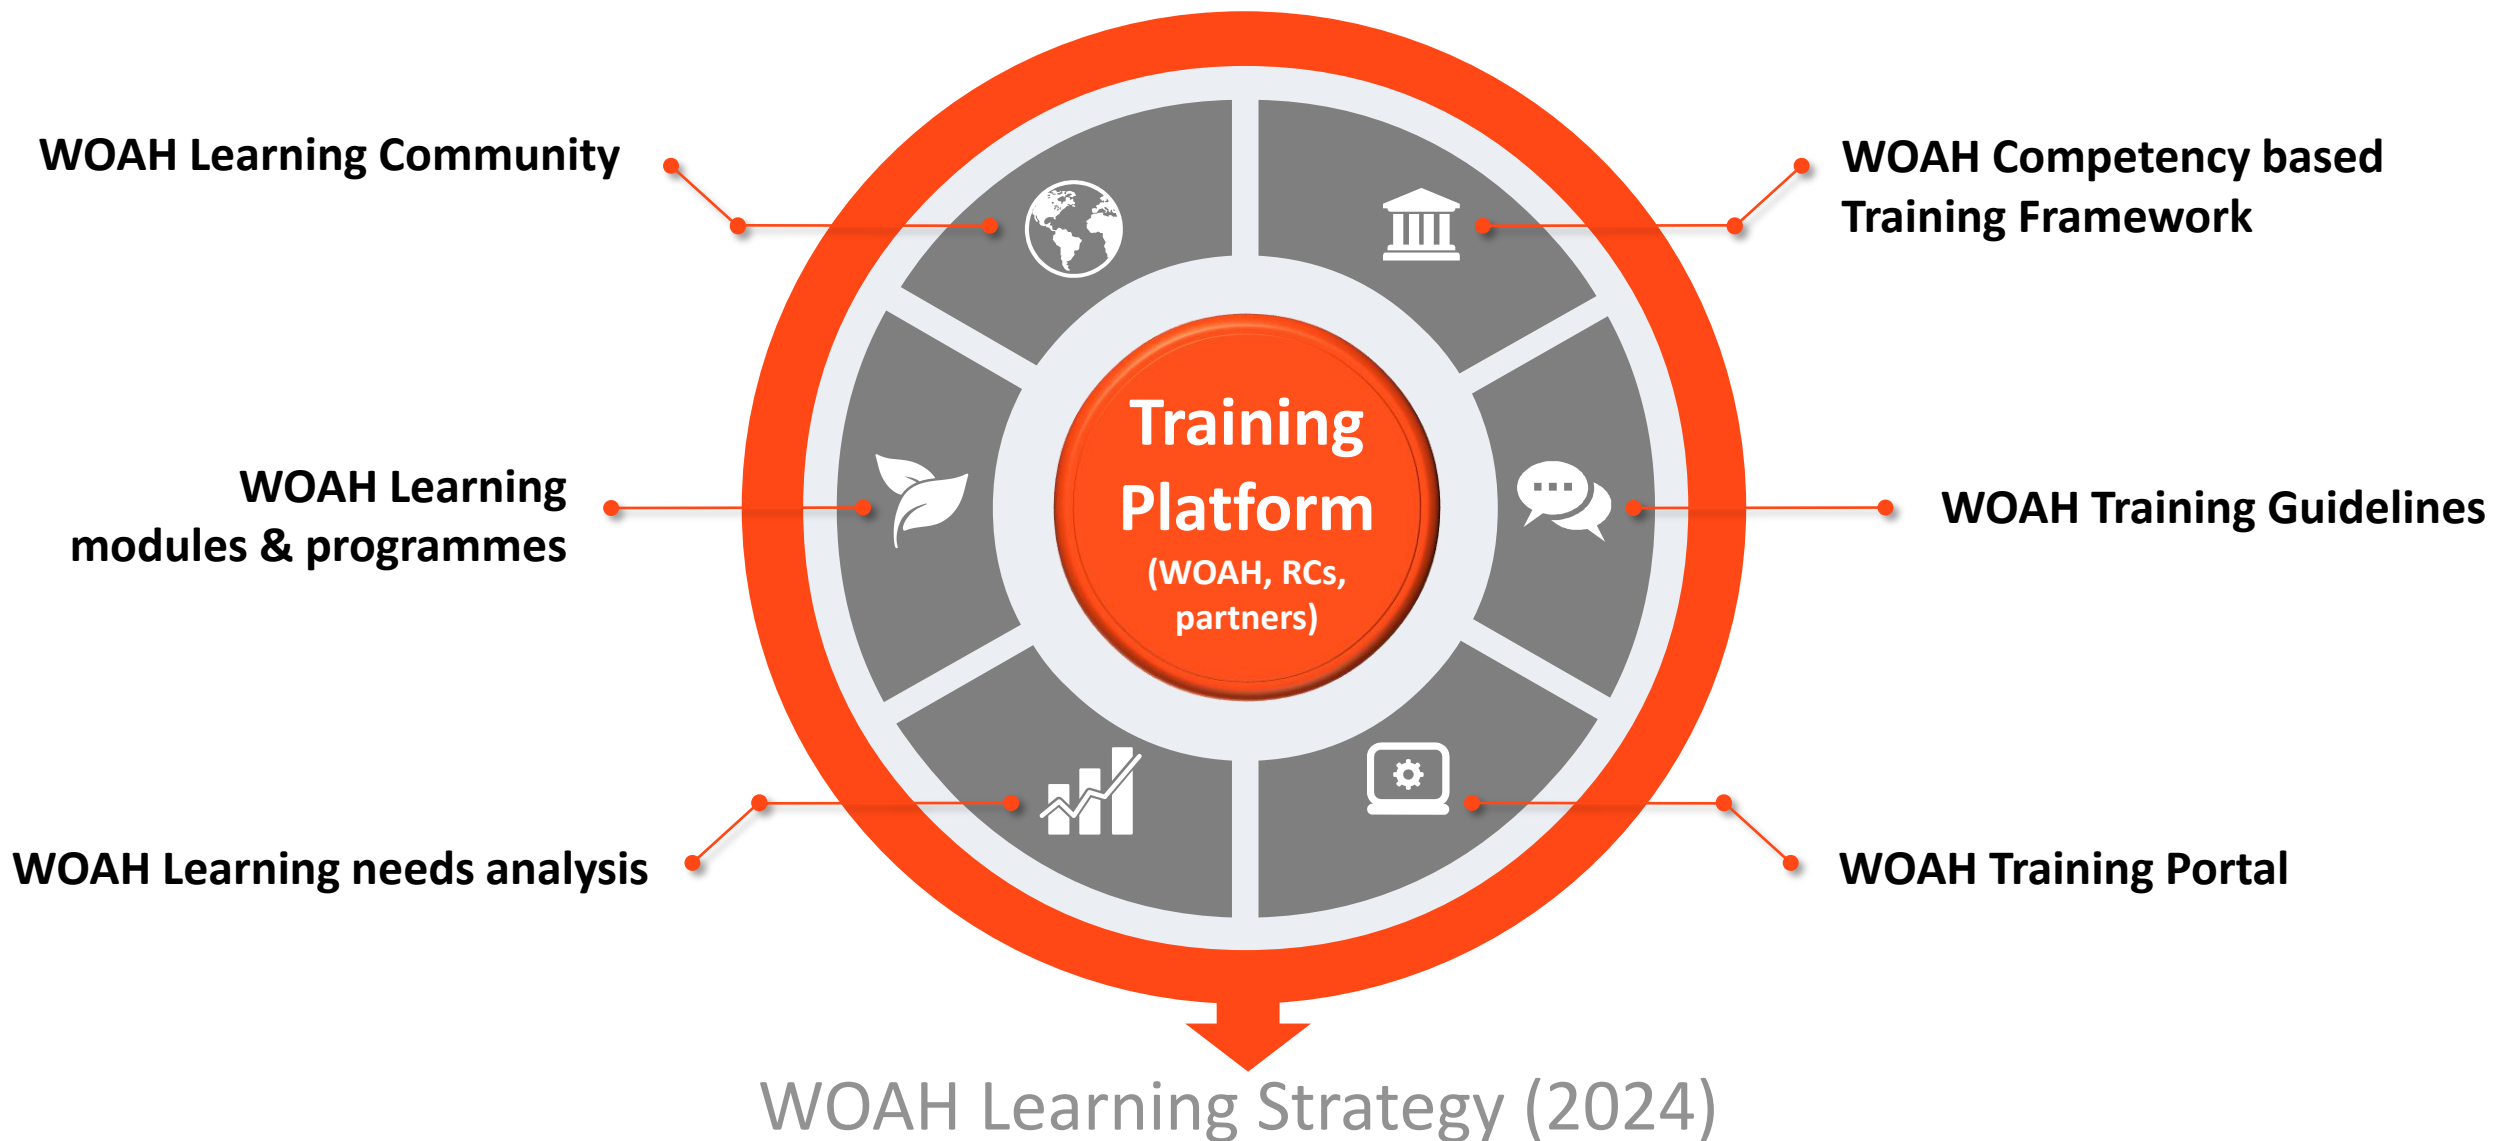 WOAH Learning Community
WOAH Competency based
Training Framework
WOAH Learning
modules & programmes
Training
Platform
(WOAH, RCs,
partners)
WOAH Training Guidelines
WOAH Learning needs analysis
WOAH Training Portal
WOAH Learning Strategy (2024)